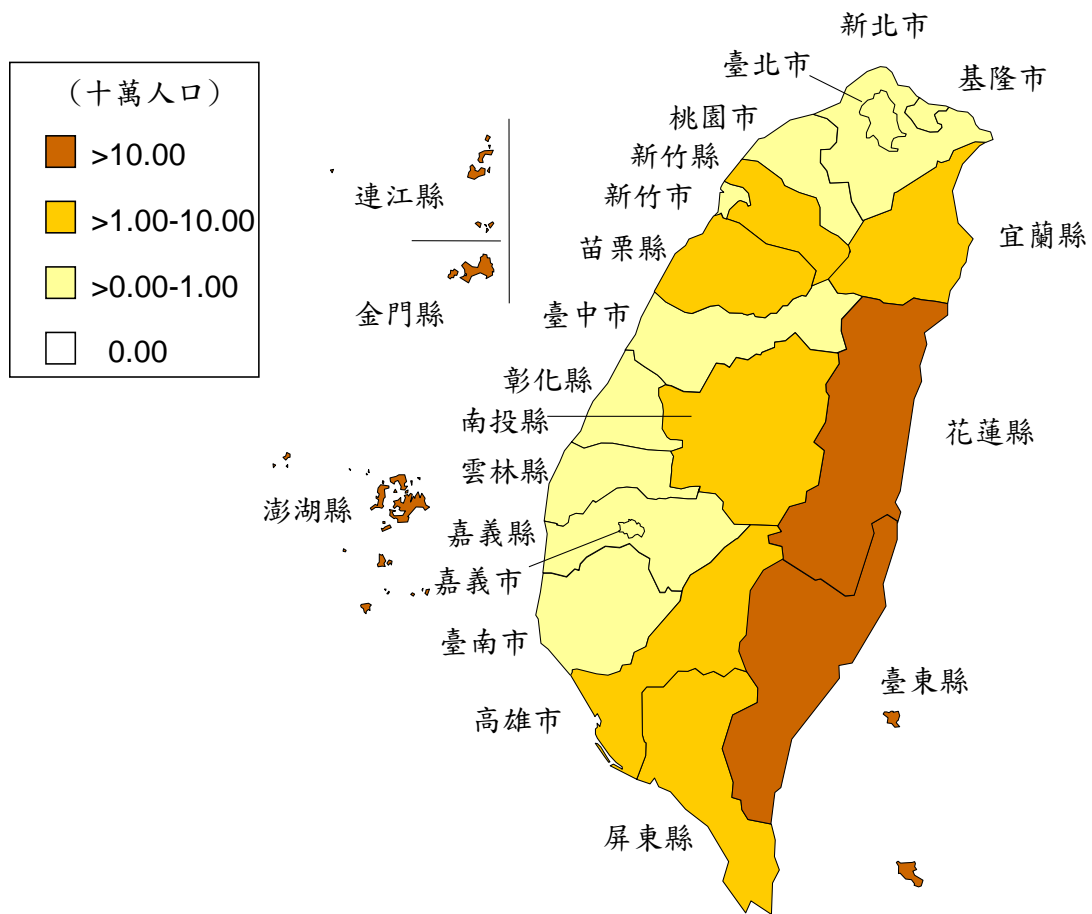 （十萬人口）
>10.00
>1.00-10.00
>0.00-1.00
0.00
新北市
臺北市
基隆市
桃園市
新竹縣
新竹市
連江縣
苗栗縣
宜蘭縣
金門縣
臺中市
彰化縣
南投縣
花蓮縣
雲林縣
澎湖縣
嘉義縣
嘉義市
臺南市
臺東縣
高雄市
屏東縣